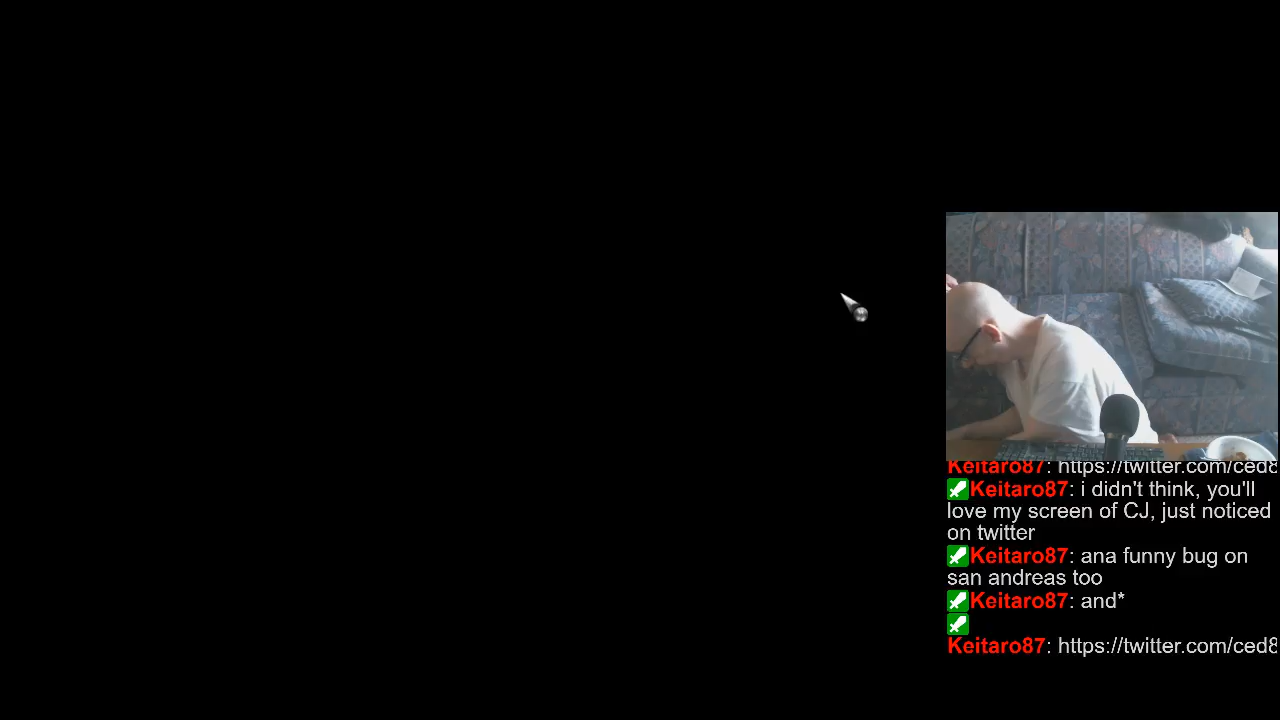 Keitaro87: https://twitter.com/ced8
Keitaro87: i didn't think, you'll
love my screen of CJ, just noticed
on twitter
Keitaro87: ana funny bug on
san andreas too
Keitaro87: and*
Keitaro87: https://twitter.com/ced8